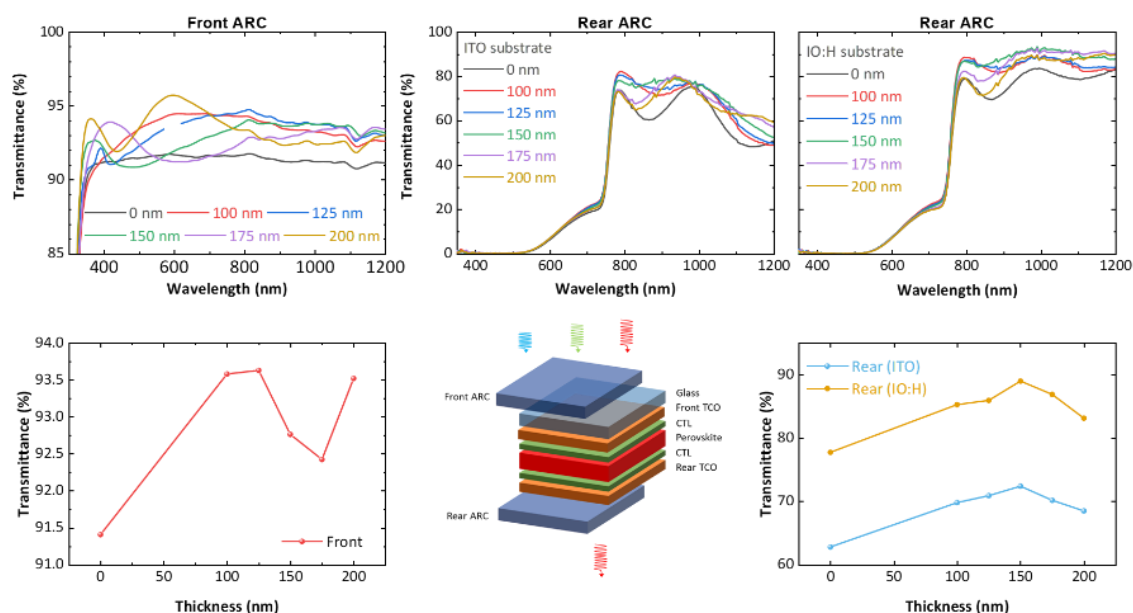 Front ARC
Transmittance (%)
100
95
90
85
0 nm 100 nm 125 nm
150 nm 175 nm 200 nm
400 600 800 1000 1200
Wavelength (nm)
Rear ARC
Transmittance (%)
100
80
60
40
20
0
ITO substrate
0 nm
100 nm
125 nm
150 nm
175 nm
200 nm
400 600 800 1000 1200
Wavelength (nm)
Rear ARC
IO:H substrate
0 nm
100 nm
125 nm
150 nm
175 nm
200 nm
400 600 800 1000 1200
Wavelength (nm)
Transmittance (%)
94.0
93.5
93.0
92.5
92.0
91.5
91.0
Front
0 50 100 150 200
Thickness (nm)
Front ARC
Glass
Front TCO
CTL
Perovskite
CTL
Rear TCO
Rear ARC
Transmittance (%)
100
90
80
70
60
Rear (ITO)
Rear (IO:H)
0 50 100 150 200
Thickness (nm)